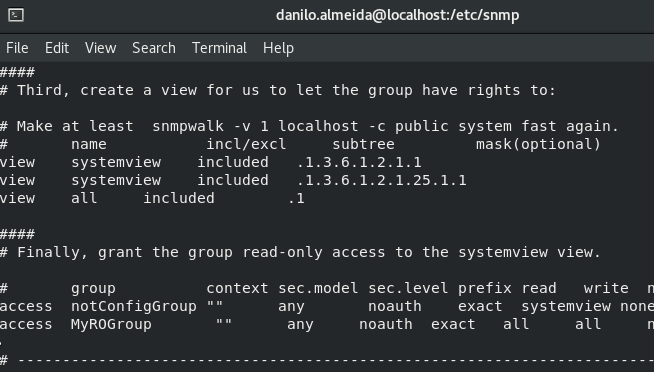 danilo.almeida@localhost:/etc/snmp
File Edit View Search Terminal Help
####
# Third, create a view for us to let the group have rights to:
# Make at least  snmpwalk -v 1 localhost -c public system fast again.
#       name            incl/excl     subtree         mask(optional)
view    systemview    included   .1.3.6.1.2.1.1
view    systemview    included   .1.3.6.1.2.1.25.1.1
view    all     included         .1
####
# Finally, grant the group read-only access to the systemview view.
#       group          context sec.model sec.level prefix read   write  n
access  notConfigGroup ""      any       noauth    exact  systemview none
access  MyROGroup       ""      any     noauth  exact   all     all     n
# -----------------------------------------------------------------------